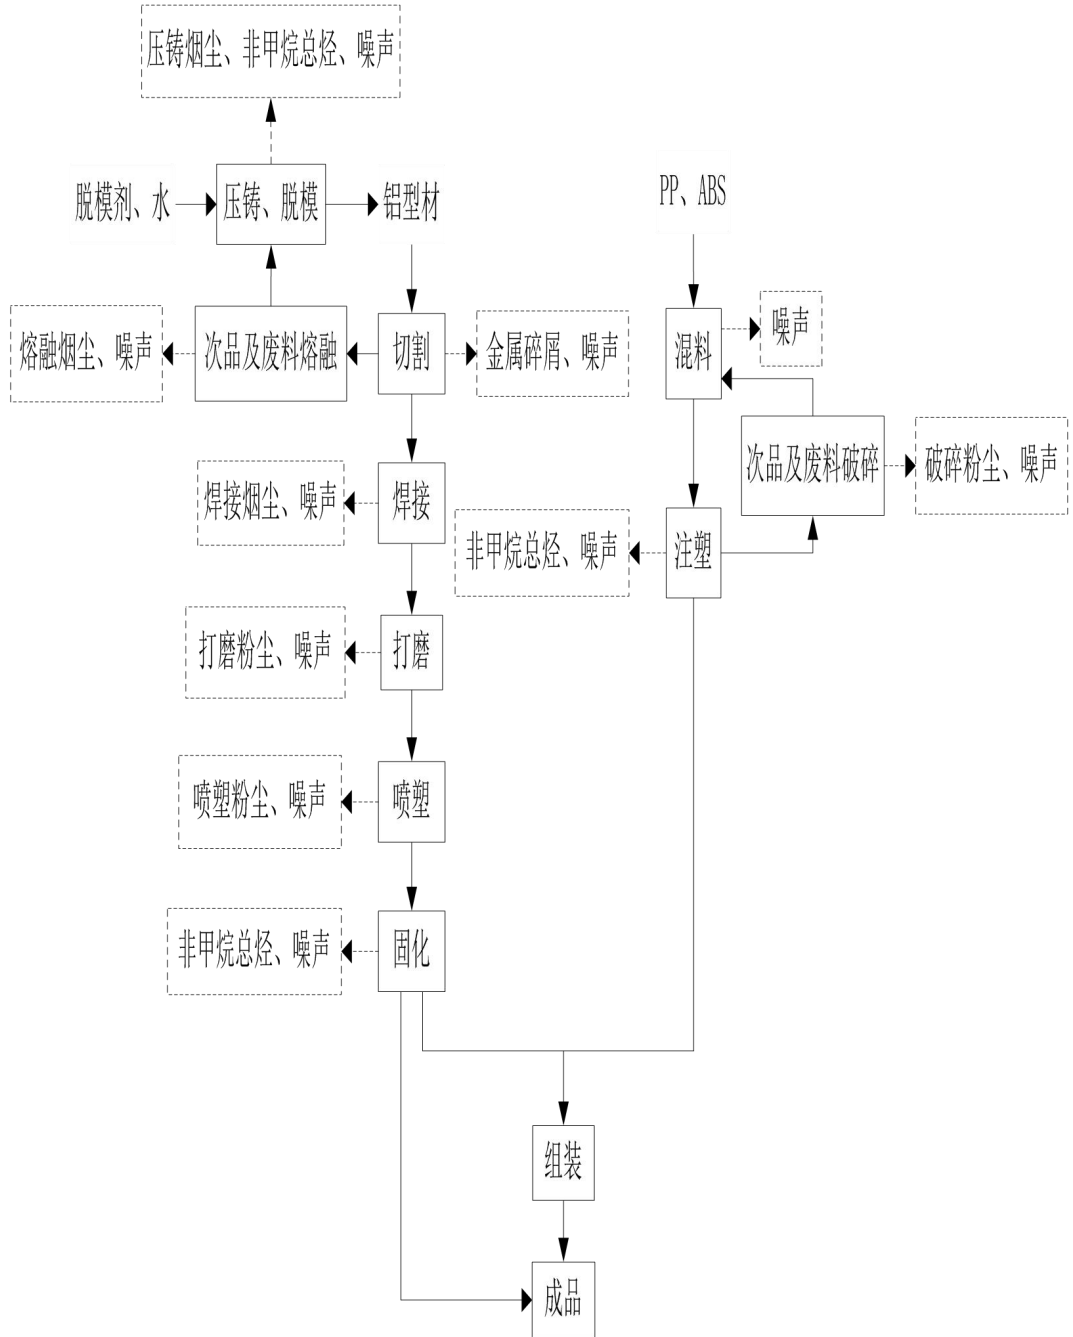 压铸烟尘、非甲烷总烃、噪声
脱模剂、水
压铸、脱模
铝型材
PP、ABS
熔融烟尘、噪声
次品及废料熔融
切割
金属碎屑、噪声
混料
噪声
次品及废料破碎
破碎粉尘、噪声
焊接烟尘、噪声
焊接
非甲烷总烃、噪声
注塑
打磨粉尘、噪声
打磨
喷塑粉尘、噪声
喷塑
非甲烷总烃、噪声
固化
组装
成品